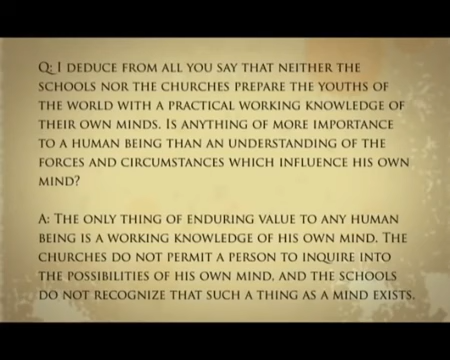 Q: I DEDUCE FROM ALL YOU SAY THAT NEITHER THE
SCHOOLS NOR THE CHURCHES PREPARE THE YOUTHS OF
THE WORLD WITH A PRACTICAL WORKING KNOWLEDGE OF
THEIR OWN MINDS. IS ANYTHING OF MORE IMPORTANCE
TO A HUMAN BEING THAN AN UNDERSTANDING OF THE
FORCES AND CIRCUMSTANCES WHICH INFLUENCE HIS OWN
MIND?
A: THE ONLY THING OF ENDURING VALUE TO ANY HUMAN
BEING IS A WORKING KNOWLEDGE OF HIS OWN MIND. THE
CHURCHES DO NOT PERMIT A PERSON TO INQUIRE INTO
THE POSSIBILITIES OF HIS OWN MIND, AND THE SCHOOLS
DO NOT RECOGNIZE THAT SUCH A THING AS A MIND EXISTS.